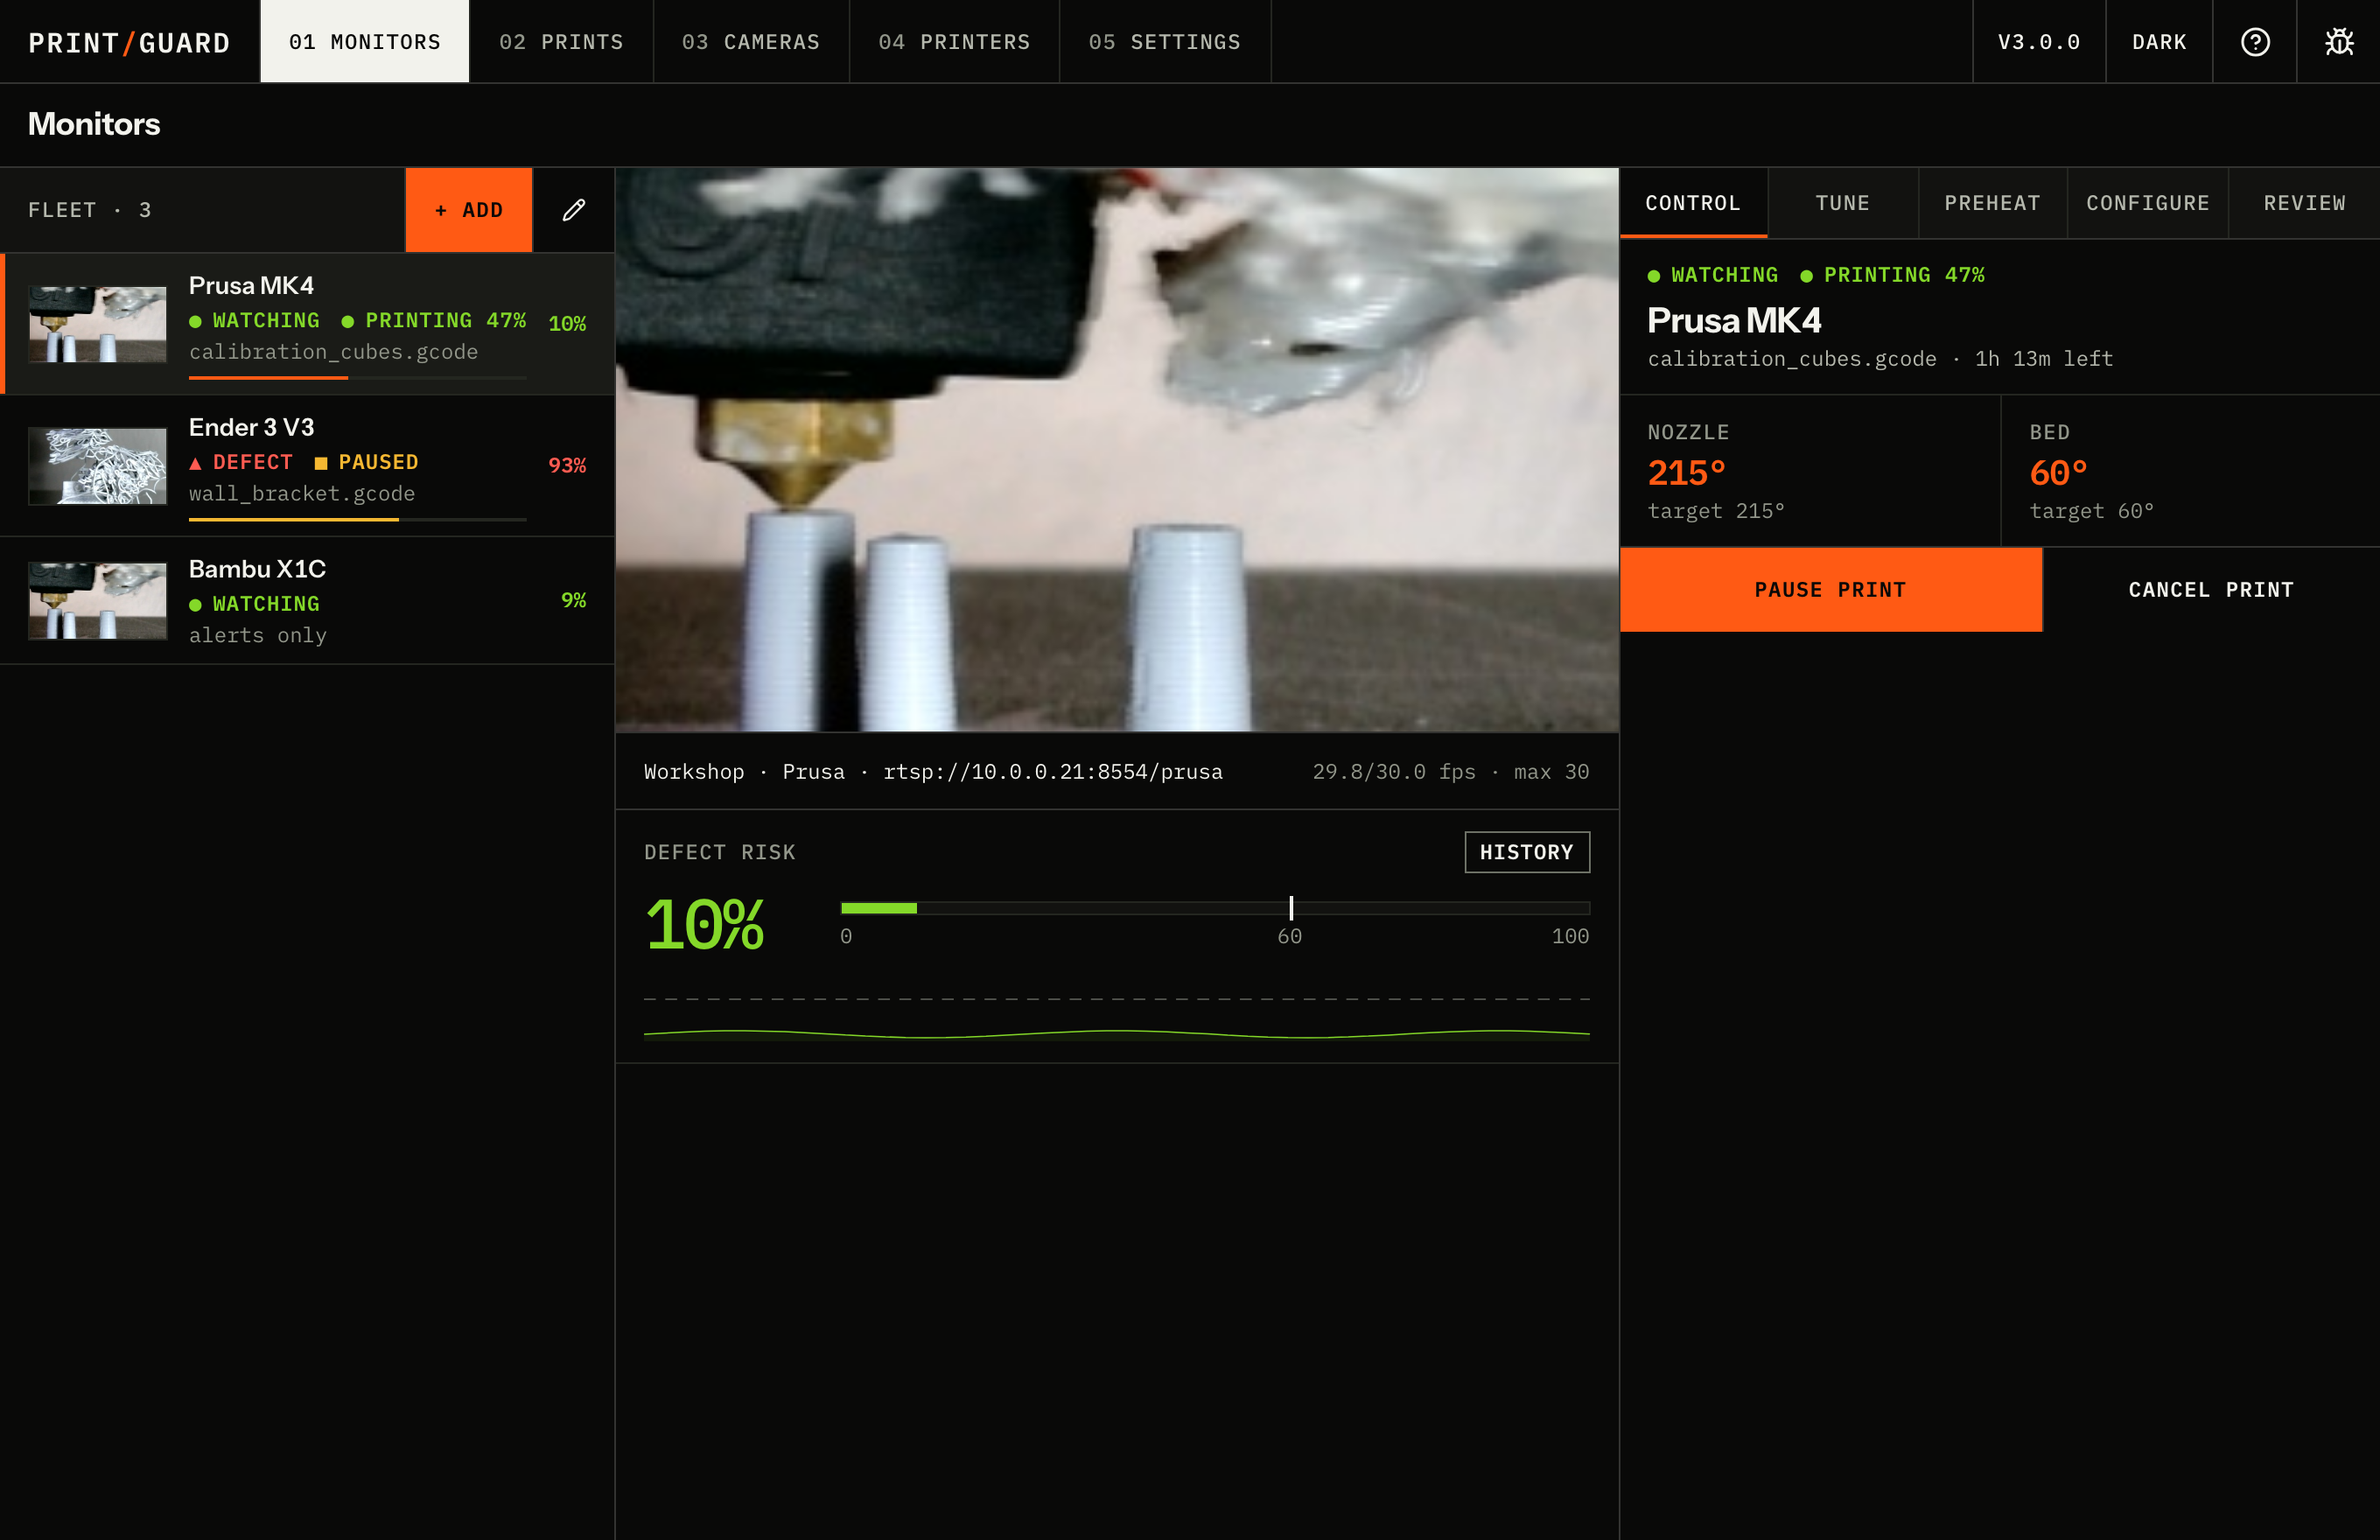 PRINT/GUARD
01 MONITORS
02 PRINTS
03 CAMERAS
04 PRINTERS
05 SETTINGS
V3.0.0
DARK
Monitors
FLEET · 3
+ ADD
Prusa MK4
● WATCHING ● PRINTING 47%
10%
calibration_cubes.gcode
Ender 3 V3
▲ DEFECT ■ PAUSED
93%
wall_bracket.gcode
Bambu X1C
● WATCHING
9%
alerts only
Workshop · Prusa · rtsp://10.0.0.21:8554/prusa
29.8/30.0 fps · max 30
DEFECT RISK
HISTORY
10%
0
60
100
CONTROL
TUNE
PREHEAT
CONFIGURE
REVIEW
● WATCHING ● PRINTING 47%
Prusa MK4
calibration_cubes.gcode · 1h 13m left
NOZZLE
215°
target 215°
BED
60°
target 60°
PAUSE PRINT
CANCEL PRINT